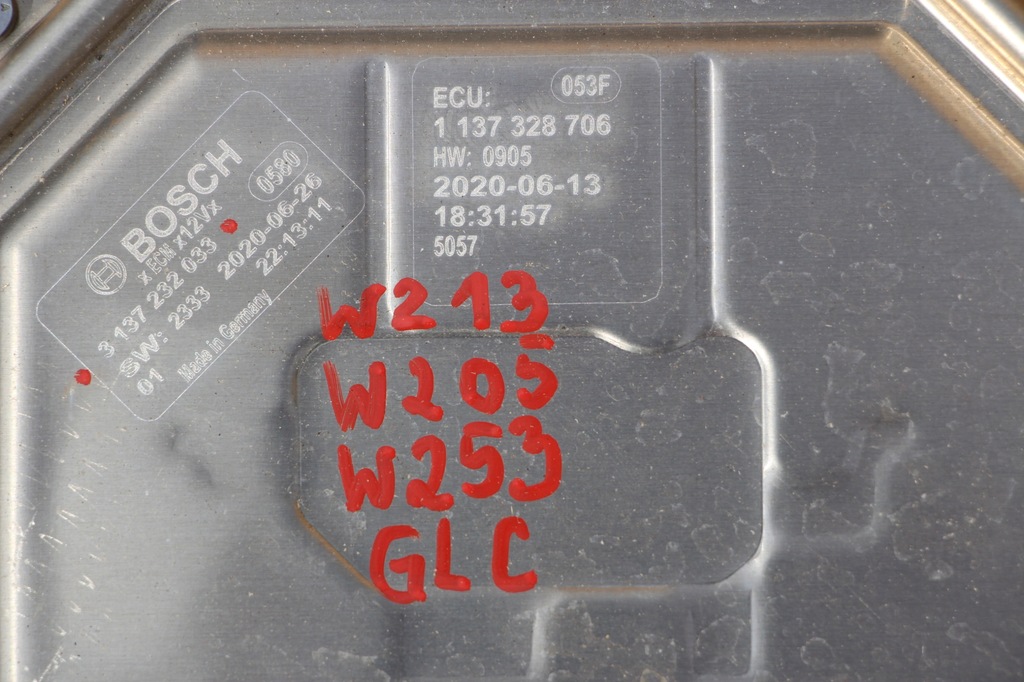 BOSCH
x ECN x12Vx
0580
3 137 232 033
2020-06-26
SW: 2333
22:13:11
01
Made in Germany
ECU:
053F
1 137 328 706
HW: 0905
2020-06-13
18:31:57
5057
W213
W205
W253
GLC